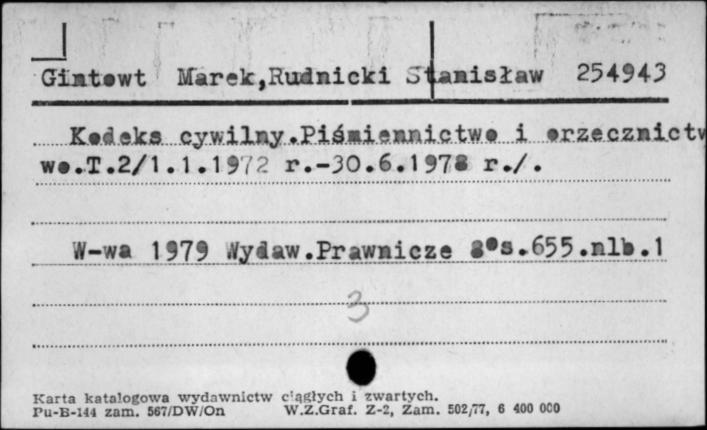 Gintowt Marek,Rudnicki Stanisław 254943
Kodeks cywilny.Piśmiennictwo i orzecznictw
wo.T.2/1.1.1972 r.-30.6.1978 r./.
W-wa 1979 Wydaw.Prawnicze 8°s.655.nlb.1
3
Karta katalogowa wydawnictw ciągłych i zwartych.
Pu-B-144 zam. 567/DW/On W.Z.Graf. Z-2, Zam. 502/77, 6 400 000